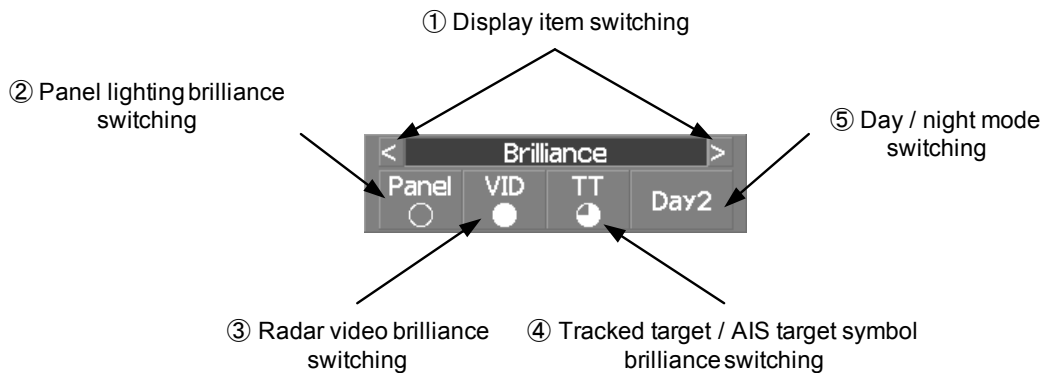 ① Display item switching
② Panel lighting brilliance
switching
⑤ Day / night mode
switching
< Brilliance >
Panel VID TT Day2
③ Radar video brilliance
switching
④ Tracked target / AIS target symbol
brilliance switching